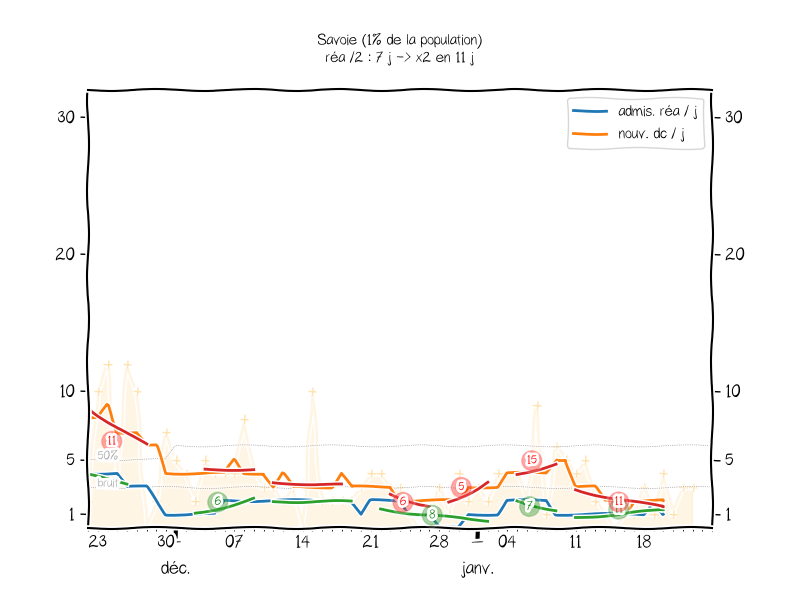 Savoie (1% de la population)
réa /2 : 7 j -> x2 en 11 j
admis. réa / j
nouv. dc / j
30 30
20 20
10 10
5 5
1 1
50%
bruit
11
6
6
8
5
15
7
11
23 30 07 14 21 28 04 11 18
déc. janv.